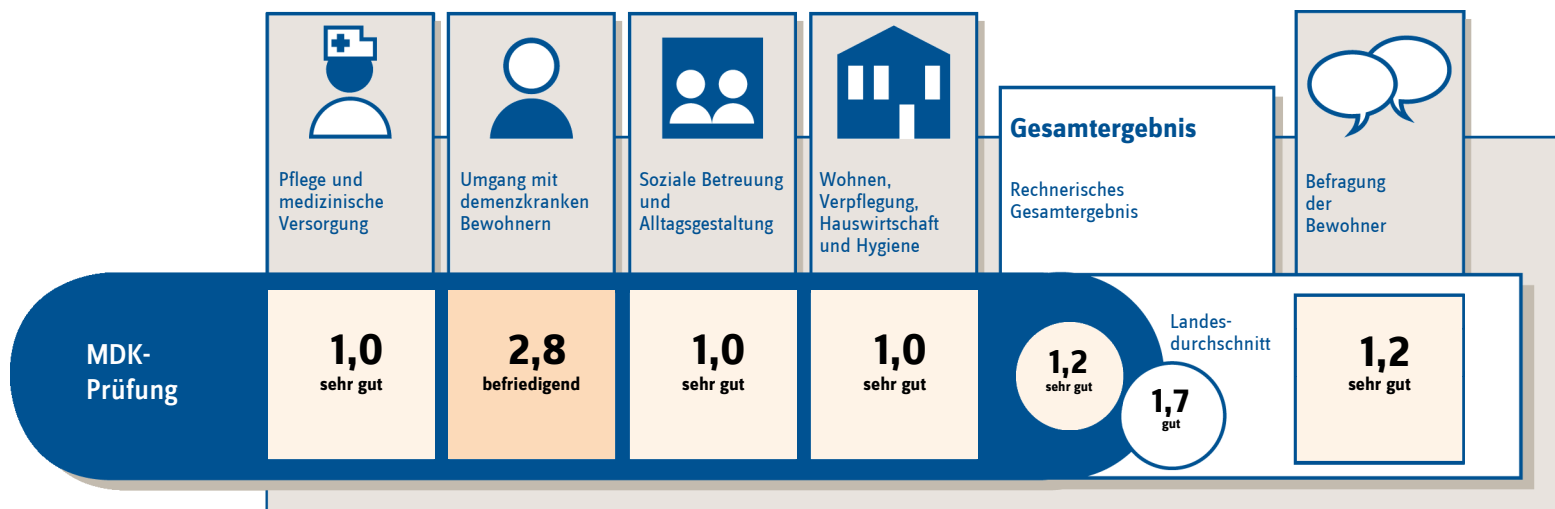 Pflege und
medizinische
Versorgung
Umgang mit
demenzkranken
Bewohnern
Soziale Betreuung
und
Alltagsgestaltung
Wohnen,
Verpflegung,
Hauswirtschaft
und Hygiene
Gesamtergebnis
Rechnerisches
Gesamtergebnis
Befragung
der
Bewohner
MDK-
Prüfung
1,0
sehr gut
2,8
befriedigend
1,0
sehr gut
1,0
sehr gut
1,2
sehr gut
Landes-
durchschnitt
1,7
gut
1,2
sehr gut